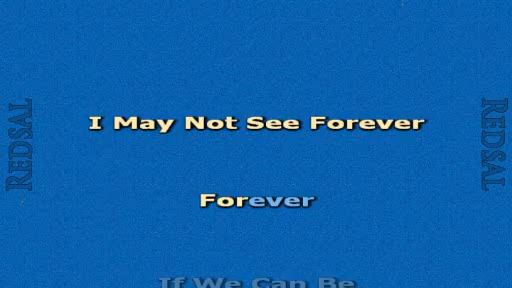 I May Not See Forever
REDSAL
REDSAL
Forever
If We Can Be